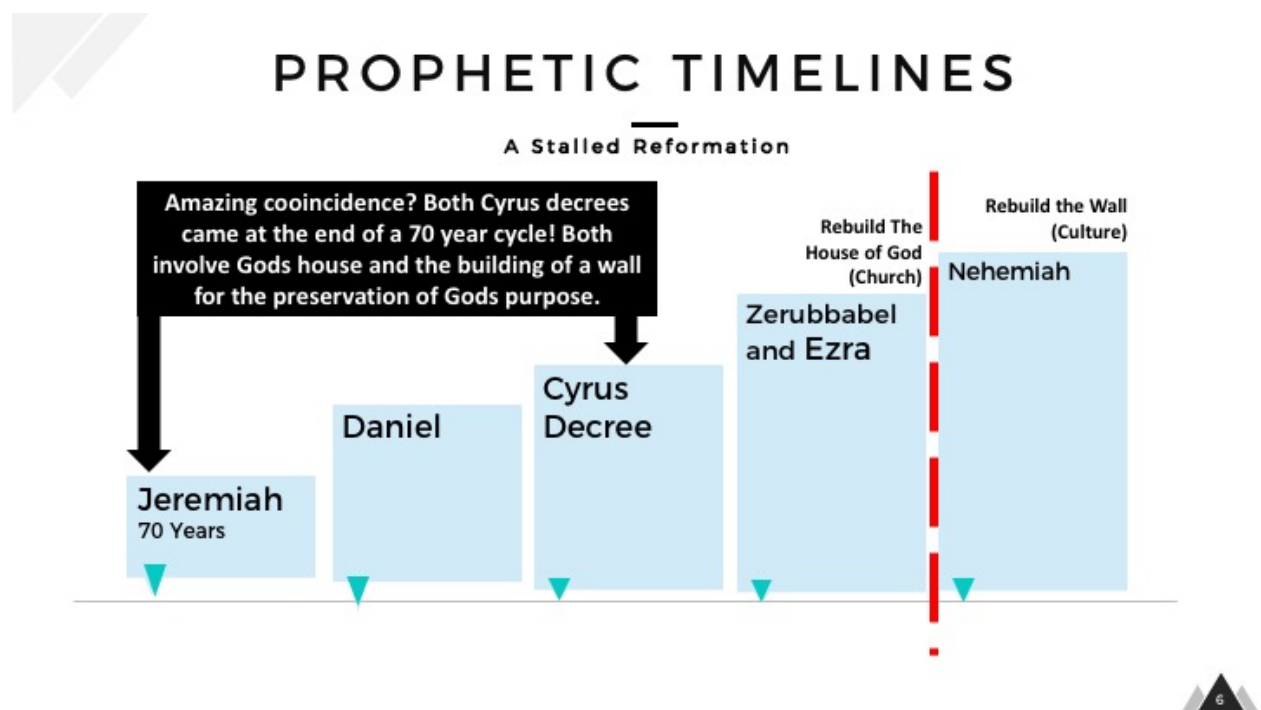 PROPHETIC TIMELINES
A Stalled Reformation
Amazing cooincidence? Both Cyrus decrees
came at the end of a 70 year cycle! Both
involve Gods house and the building of a wall
for the preservation of Gods purpose.
Jeremiah
70 Years
Daniel
Cyrus
Decree
Rebuild The
House of God
(Church)
Zerubbabel
and Ezra
Rebuild the Wall
(Culture)
Nehemiah
6